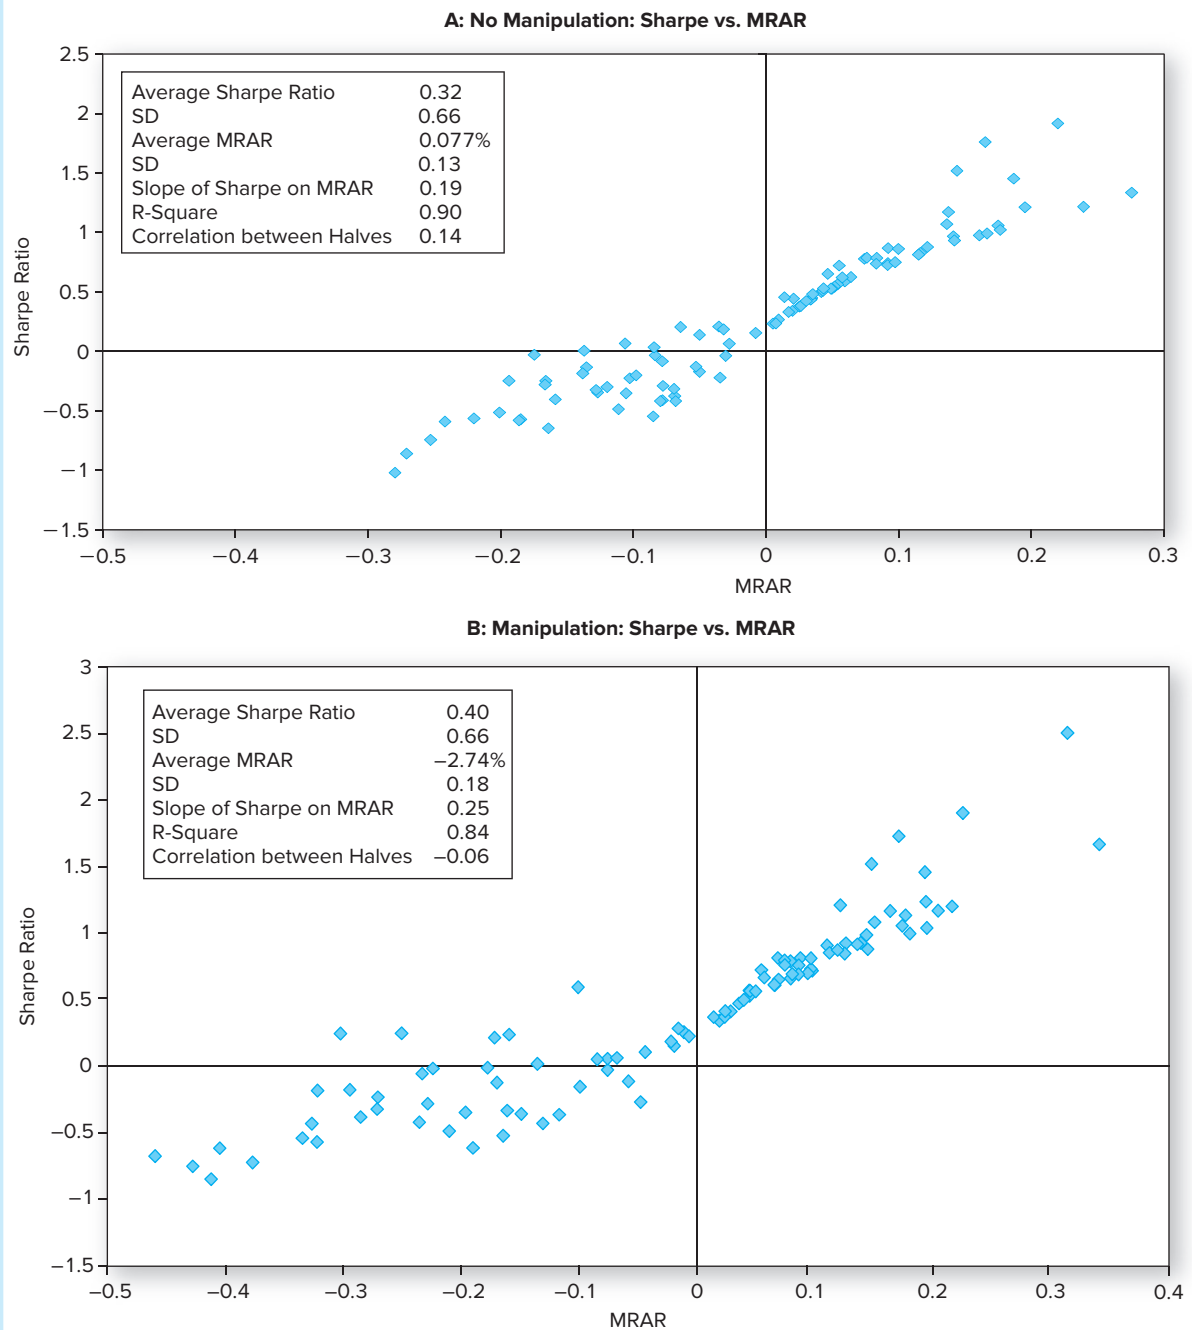 A: No Manipulation: Sharpe vs. MRAR
2.5
2
1.5
1
0.5
0
−0.5
−1
−1.5
Sharpe Ratio
Average Sharpe Ratio 0.32
SD 0.66
Average MRAR 0.077%
SD 0.13
Slope of Sharpe on MRAR 0.19
R-Square 0.90
Correlation between Halves 0.14
−0.5 −0.4 −0.3 −0.2 −0.1 0 0.1 0.2 0.3
MRAR
B: Manipulation: Sharpe vs. MRAR
3
2.5
2
1.5
1
0.5
0
−0.5
−1
−1.5
Sharpe Ratio
Average Sharpe Ratio 0.40
SD 0.66
Average MRAR −2.74%
SD 0.18
Slope of Sharpe on MRAR 0.25
R-Square 0.84
Correlation between Halves −0.06
−0.5 −0.4 −0.3 −0.2 −0.1 0 0.1 0.2 0.3 0.4
MRAR